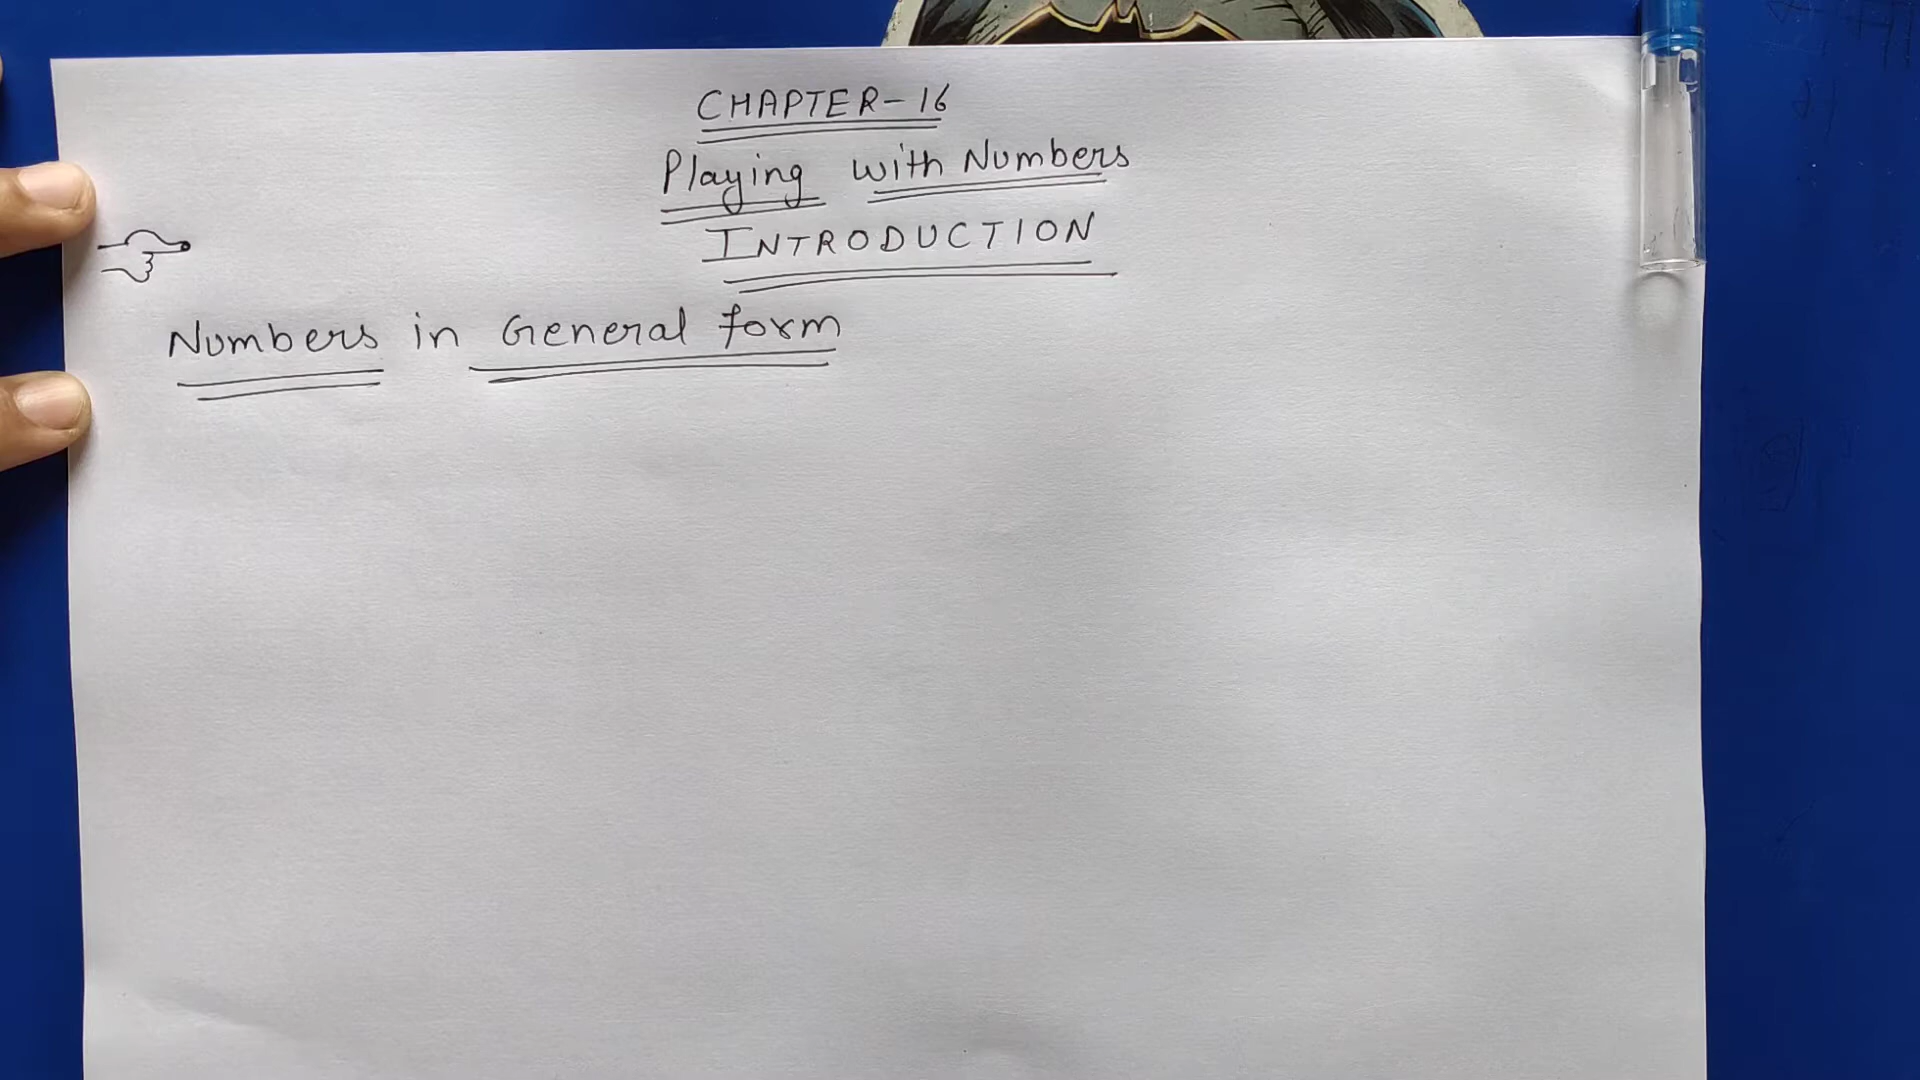 CHAPTER-16
Playing with Numbers
INTRODUCTION
Numbers in General form